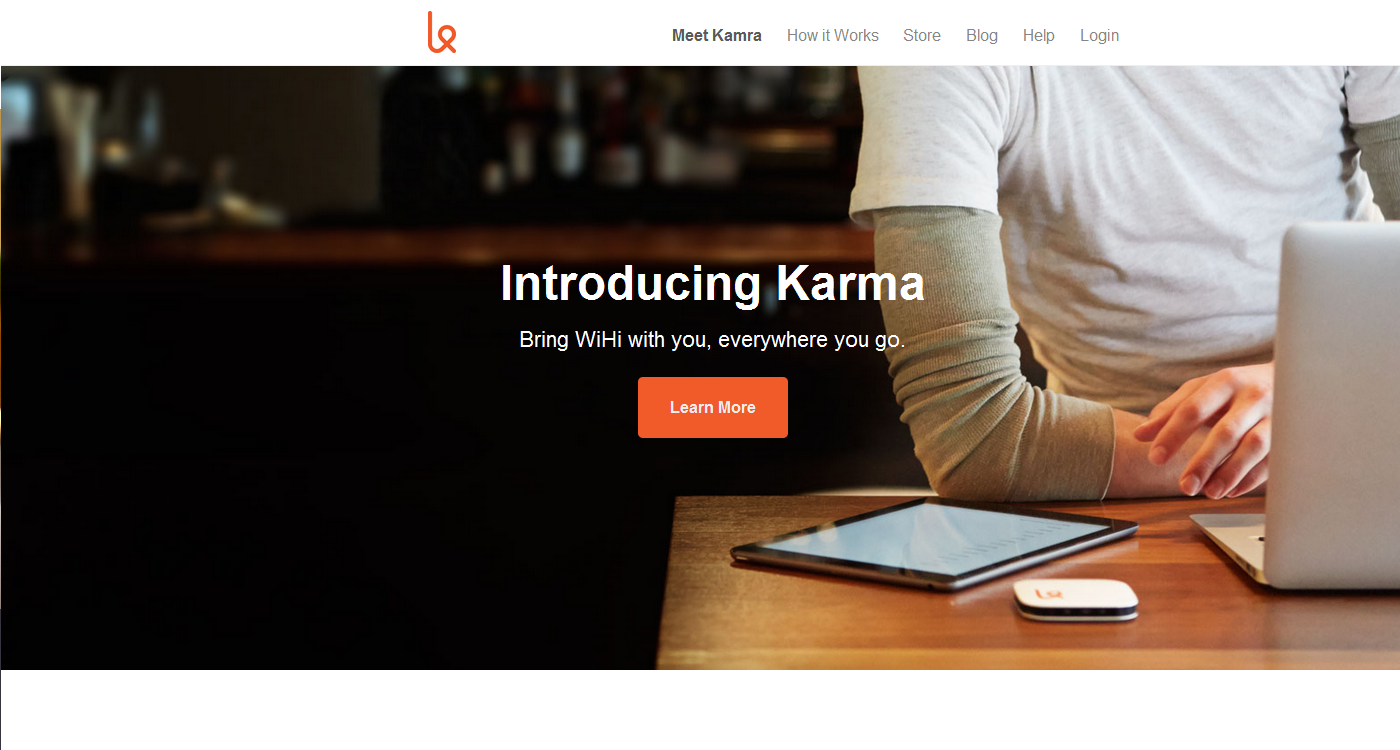 Meet Kamra How it Works Store Blog Help Login
Introducing Karma
Bring WiHi with you, everywhere you go.
Learn More